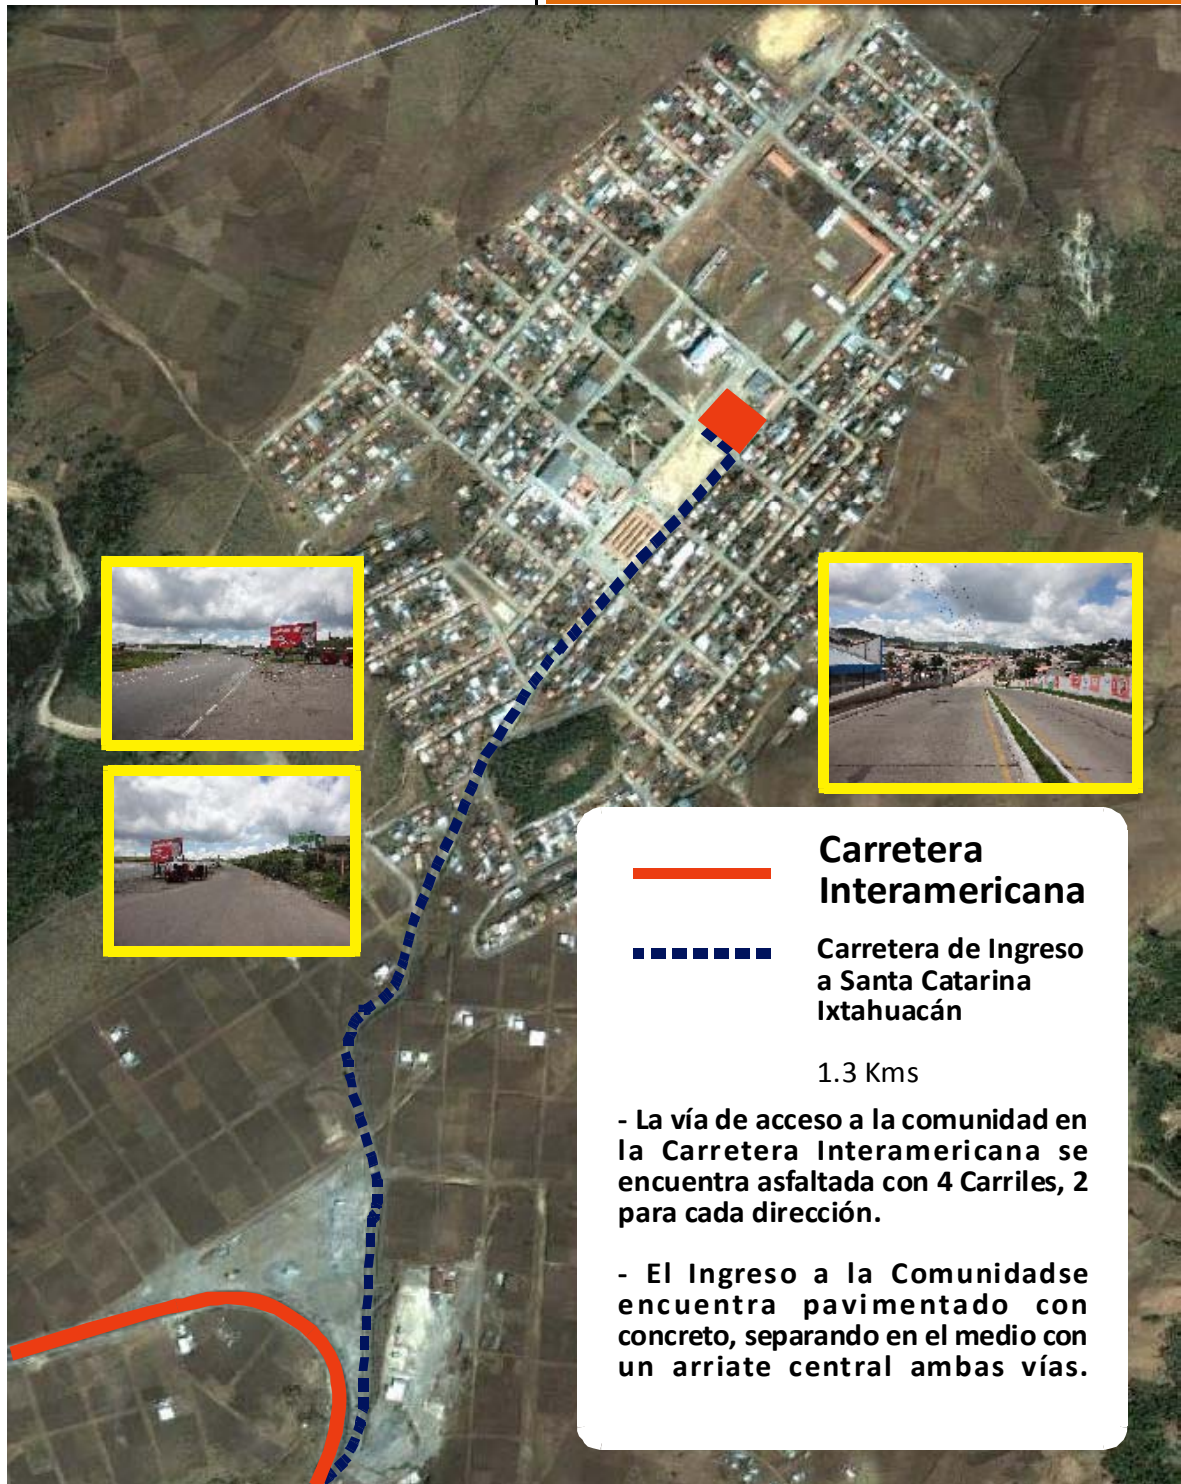 Carretera
Interamericana
Carretera de Ingreso
a Santa Catarina
Ixtahuacán
1.3 Kms
- La vía de acceso a la comunidad en
la Carretera Interamericana se
encuentra asfaltada con 4 Carriles, 2
para cada dirección.
- El Ingreso a la Comunidadse
encuentra pavimentado con
concreto, separando en el medio con
un arriate central ambas vías.